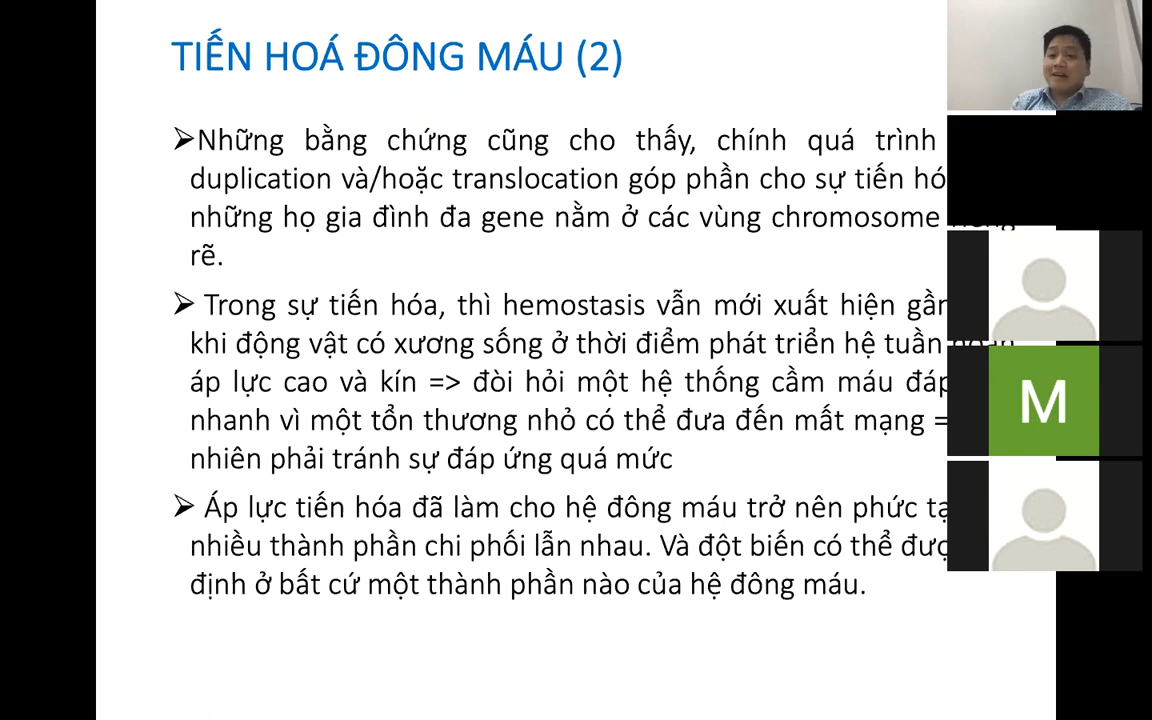 TIẾN HOÁ ĐÔNG MÁU (2)
➤Những bằng chứng cũng cho thấy, chính quá trình
duplication và/hoặc translocation góp phần cho sự tiến
những họ gia đình đa gene nằm ở các vùng chromosome
rẽ.
➤ Trong sự tiến hóa, thì hemostasis vẫn mới xuất hiện
khi động vật có xương sống ở thời điểm phát triển hệ tuần
áp lực cao và kín => đòi hỏi một hệ thống cầm máu
nhanh vì một tổn thương nhỏ có thể đưa đến mất mạng
nhiên phải tránh sự đáp ứng quá mức
➤ Áp lực tiến hóa đã làm cho hệ đông máu trở nên phức
nhiều thành phần chi phối lẫn nhau. Và đột biến có thể
định ở bất cứ một thành phần nào của hệ đông máu.
M